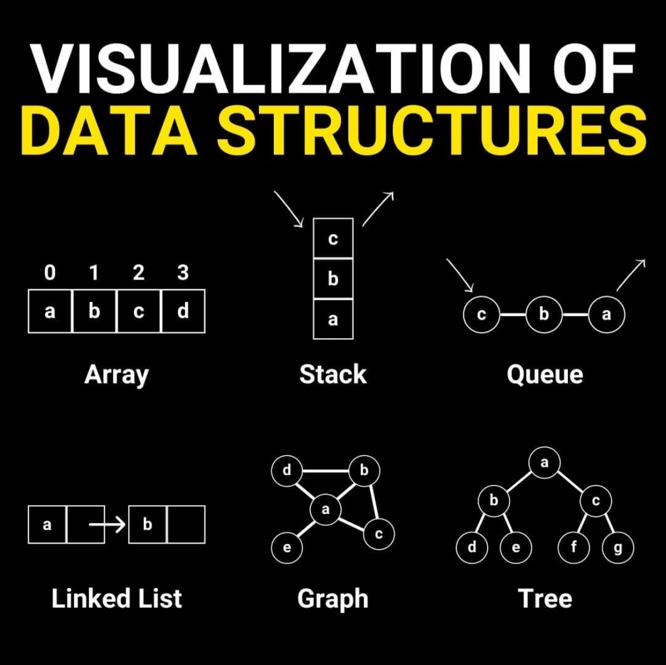 VISUALIZATION OF
DATA STRUCTURES
0 1 2 3
a b c d
Array
c
b
a
Stack
c b a
Queue
a b
Linked List
d b
a
c
e
Graph
a
b c
d e f g
Tree